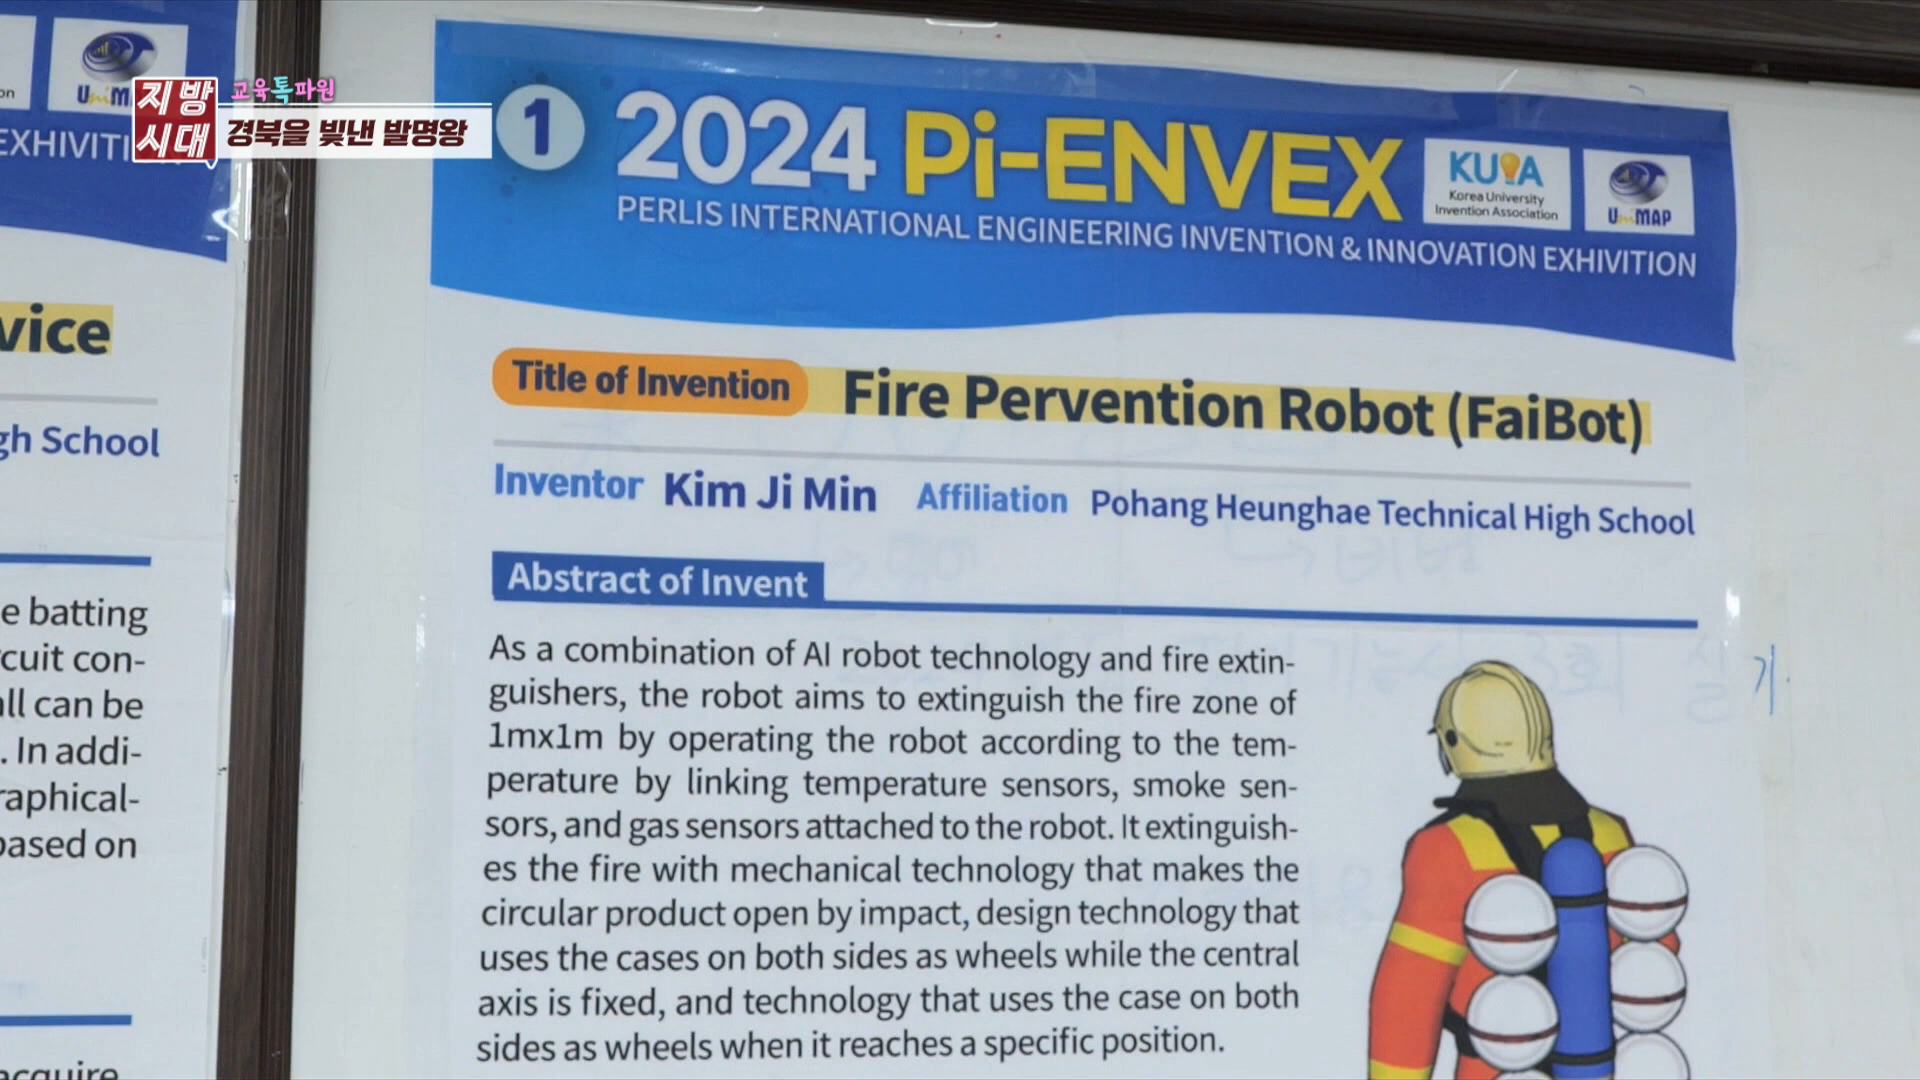 지방
시대
교육톡파원
경북을 빛낸 발명왕
on
UniM
EXHIVITI
vice
gh School
e batting
cuit con-
all can be
. In addi-
raphical-
based on
acquire
1
2024 Pi-ENVEX
PERLIS INTERNATIONAL ENGINEERING INVENTION & INNOVATION EXHIVITION
KUIA
Korea University
Invention Association
UniMAP
Title of Invention Fire Pervention Robot (FaiBot)
Inventor Kim Ji Min Affiliation Pohang Heunghae Technical High School
Abstract of Invent
As a combination of AI robot technology and fire extin-
guishers, the robot aims to extinguish the fire zone of
1mx1m by operating the robot according to the tem-
perature by linking temperature sensors, smoke sen-
sors, and gas sensors attached to the robot. It extinguish-
es the fire with mechanical technology that makes the
circular product open by impact, design technology that
uses the cases on both sides as wheels while the central
axis is fixed, and technology that uses the case on both
sides as wheels when it reaches a specific position.